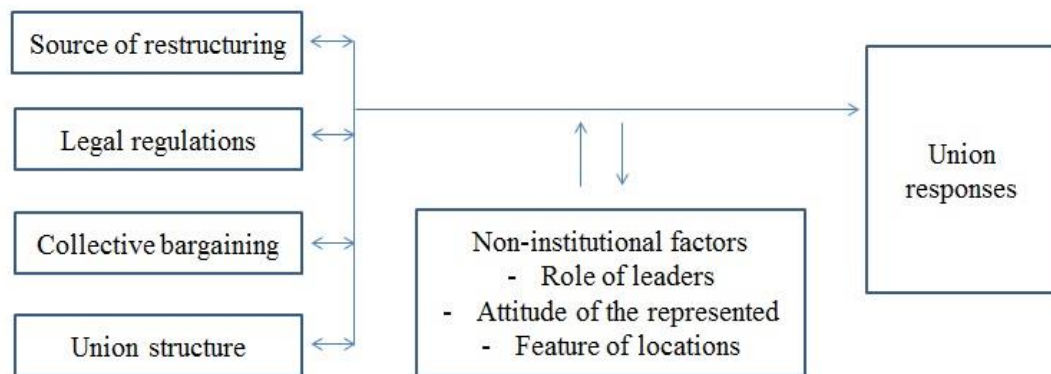 Source of restructuring
Legal regulations
Collective bargaining
Union structure
Non-institutional factors
- Role of leaders
- Attitude of the represented
- Feature of locations
Union
responses